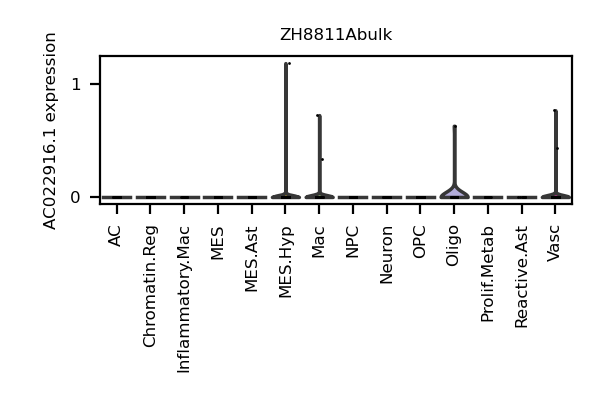 ZH8811Abulk
AC022916.1 expression
1
0
AC
Chromatin.Reg
Inflammatory.Mac
MES
MES.Ast
MES.Hyp
Mac
NPC
Neuron
OPC
Oligo
Prolif.Metab
Reactive.Ast
Vasc